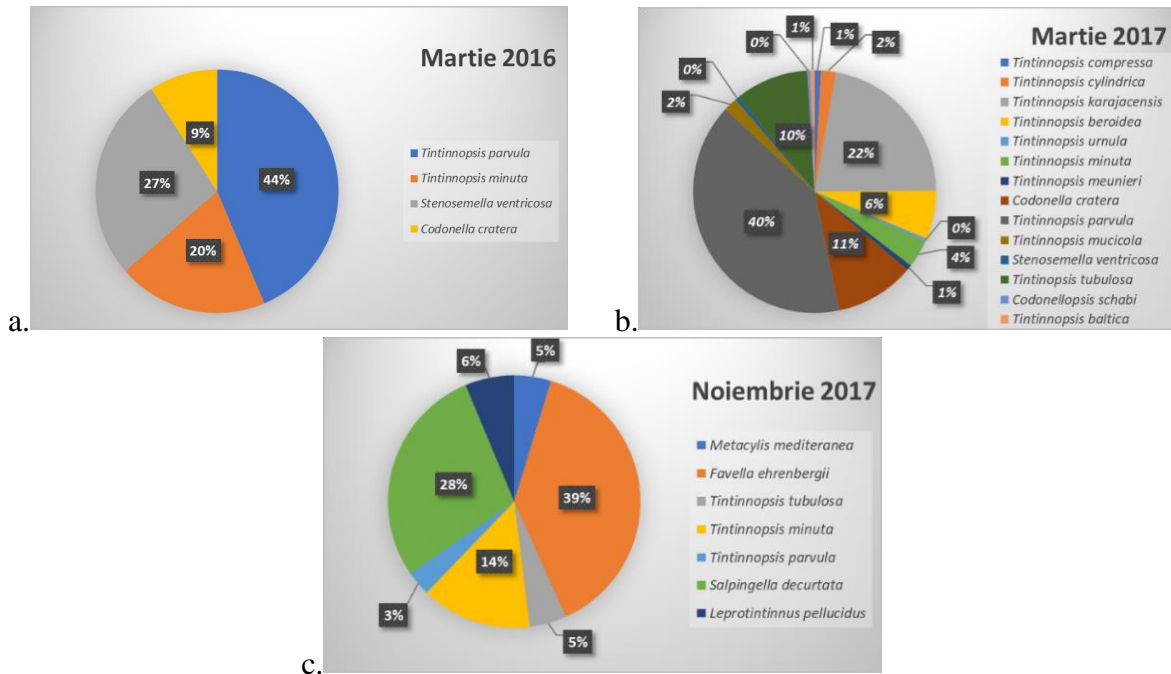 Martie 2016
9%
27%
44%
20%
Tintinnopsis parvula
Tintinnopsis minuta
Stenosemella ventricosa
Codonella cratera
a.
Martie 2017
1%
0%
1%
2%
0%
2%
10%
22%
40%
6%
11%
0%
4%
1%
Tintinnopsis compressa
Tintinnopsis cylindrica
Tintinnopsis karajacensis
Tintinnopsis beroidea
Tintinnopsis urnula
Tintinnopsis minuta
Tintinnopsis meunieri
Codonella cratera
Tintinnopsis parvula
Tintinnopsis mucicola
Stenosemella ventricosa
Tintinopsis tubulosa
Codonellopsis schabi
Tintinnopsis baltica
b.
Noiembrie 2017
6%
5%
28%
39%
14%
3%
5%
Metacylis mediteranea
Favella ehrenbergii
Tintinnopsis tubulosa
Tintinnopsis minuta
Tintinnopsis parvula
Salpingella decurtata
Leprotintinnus pellucidus
c.